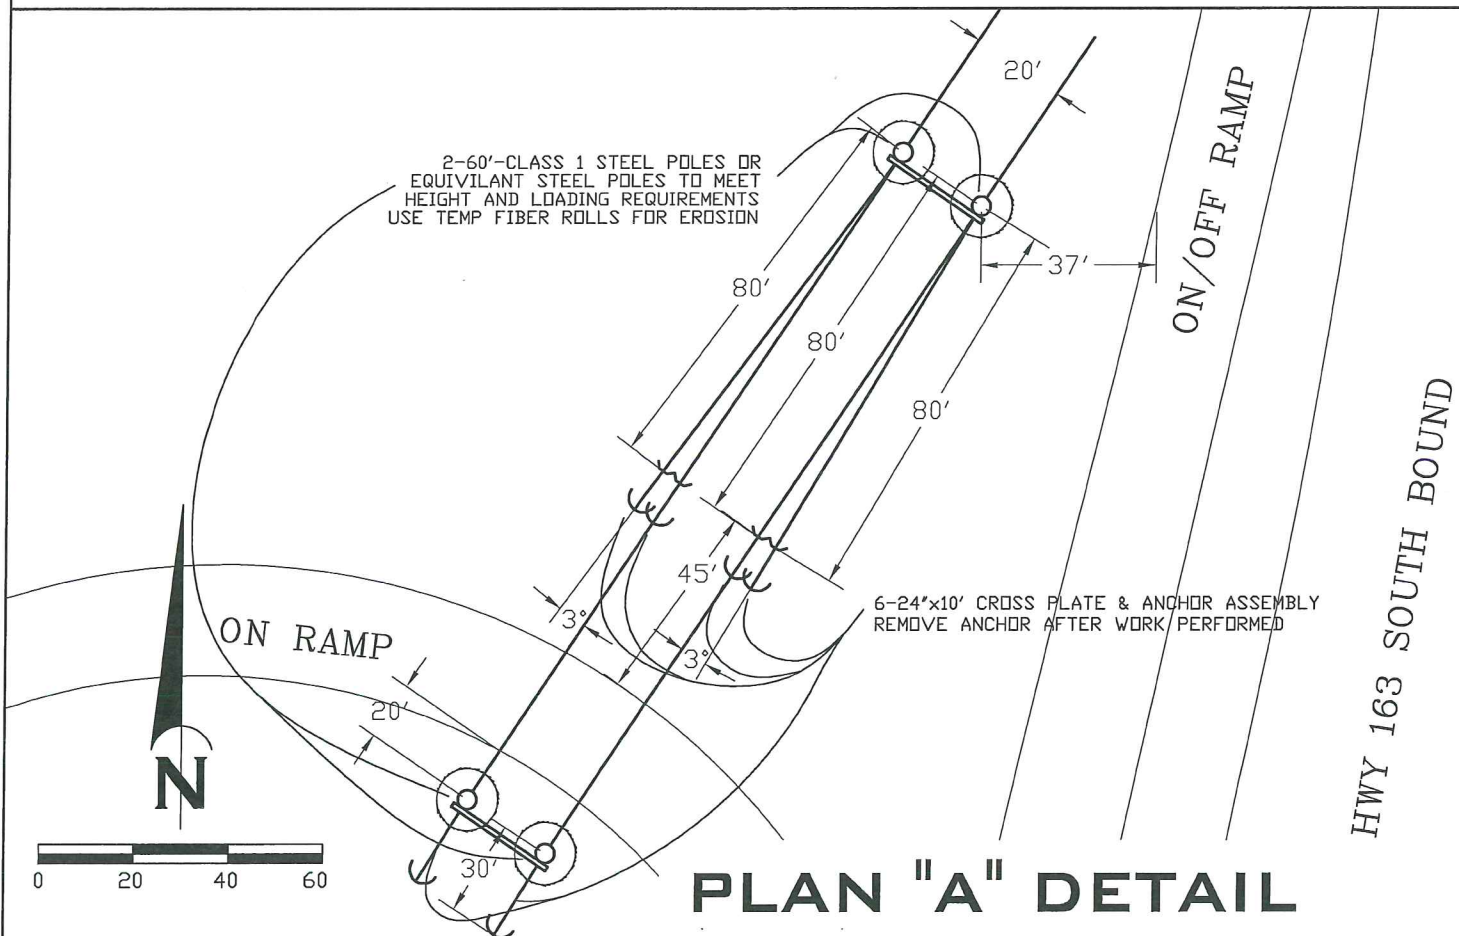 20'
2-60'-CLASS 1 STEEL POLES OR
EQUIVILANT STEEL POLES TO MEET
HEIGHT AND LOADING REQUIREMENTS
USE TEMP FIBER ROLLS FOR EROSION
ON/OFF RAMP
37'
80'
80'
80'
HWY 163 SOUTH BOUND
45'
6-24"x10' CROSS PLATE & ANCHOR ASSEMBLY
REMOVE ANCHOR AFTER WORK PERFORMED
3°
3°
ON RAMP
20'
N
30'
0 20 40 60
PLAN "A" DETAIL